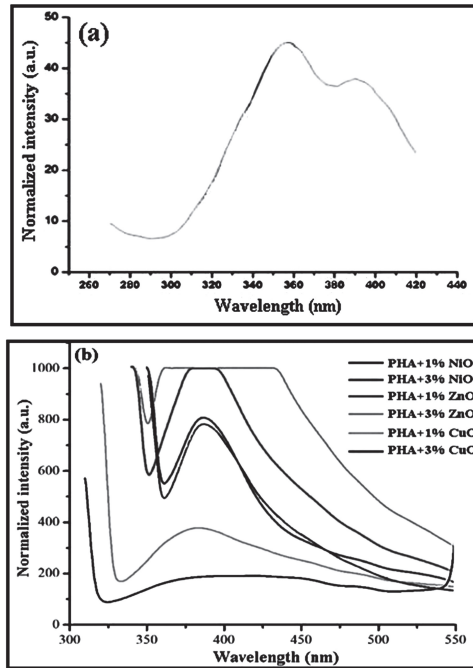 (a)
50
40
30
20
10
0
Normalized intensity (a.u.)
260 280 300 320 340 360 380 400 420 440
Wavelength (nm)
(b)
1000
800
600
400
200
0
Normalized intensity (a.u.)
PHA+1% NiO
PHA+3% NiO
PHA+1% ZnO
PHA+3% ZnO
PHA+1% CuO
PHA+3% CuO
300 350 400 450 500 550
Wavelength (nm)